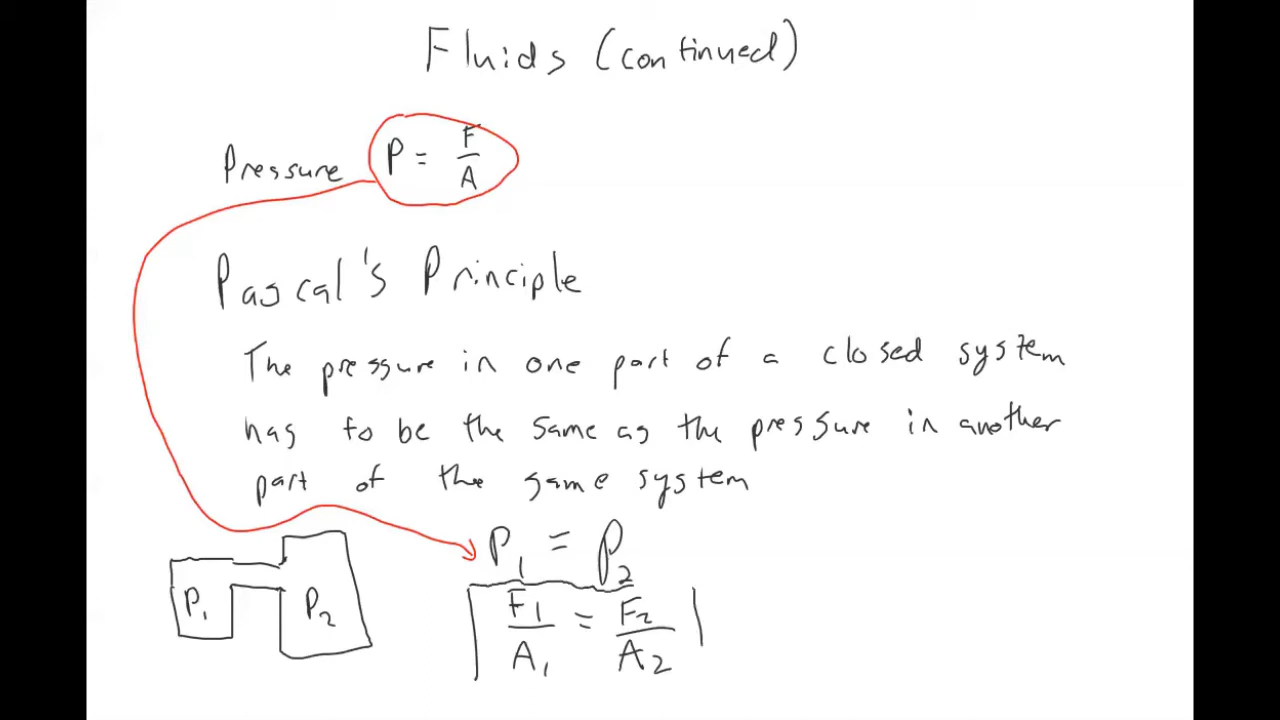 Fluids (continued)
Pressure P = F/A
Pascal's Principle
The pressure in one part of a closed system
has to be the same as the pressure in another
part of the same system
P₁ = P₂
P₁ P₂
F₁/A₁ = F₂/A₂